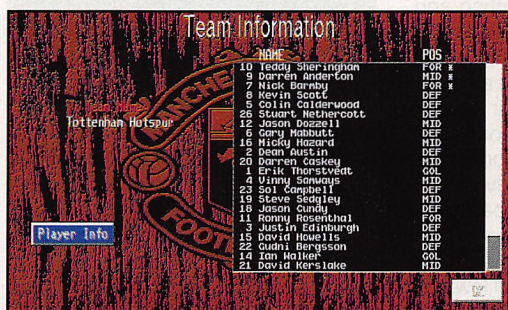 Team Information
NAME POS
10 Teddy Sheringham FOR *
9 Darren Anderton MID *
7 Nick Barmby FOR *
8 Kevin Scott DEF
5 Colin Calderwood DEF
26 Stuart Nethercott DEF
12 Jason Dozzell MID
6 Gary Mabbutt DEF
16 Micky Hazard MID
2 Dean Austin DEF
20 Darren Caskey MID
1 Erik Thorstvedt GOL
4 Vinny Samways MID
23 Sol Campbell DEF
19 Steve Sedgley MID
18 Jason Cundy DEF
11 Ronny Rosenthal FOR
3 Justin Edinburgh DEF
15 David Howells MID
22 Gudni Bergsson DEF
14 Ian Walker GOL
21 David Kerslake MID
Team Name:
Tottenham Hotspur
MANCHE
FOOT
Player Info
OK